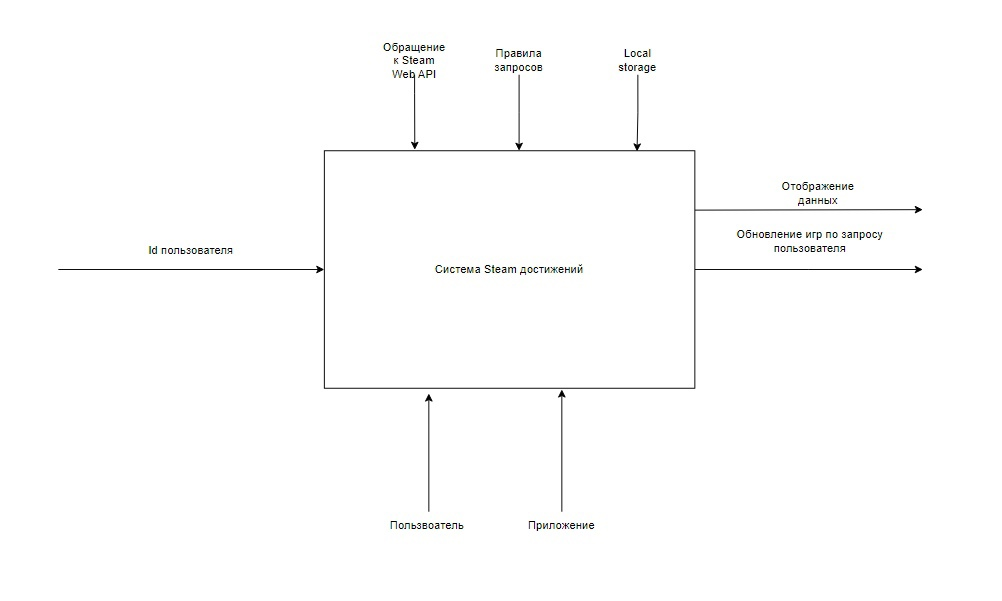 Обращение
к Steam
Web API
Правила
запросов
Local
storage
Отображение
данных
Обновление игр по запросу
пользователя
Id пользователя
Система Steam достижений
Пользвоатель
Приложение